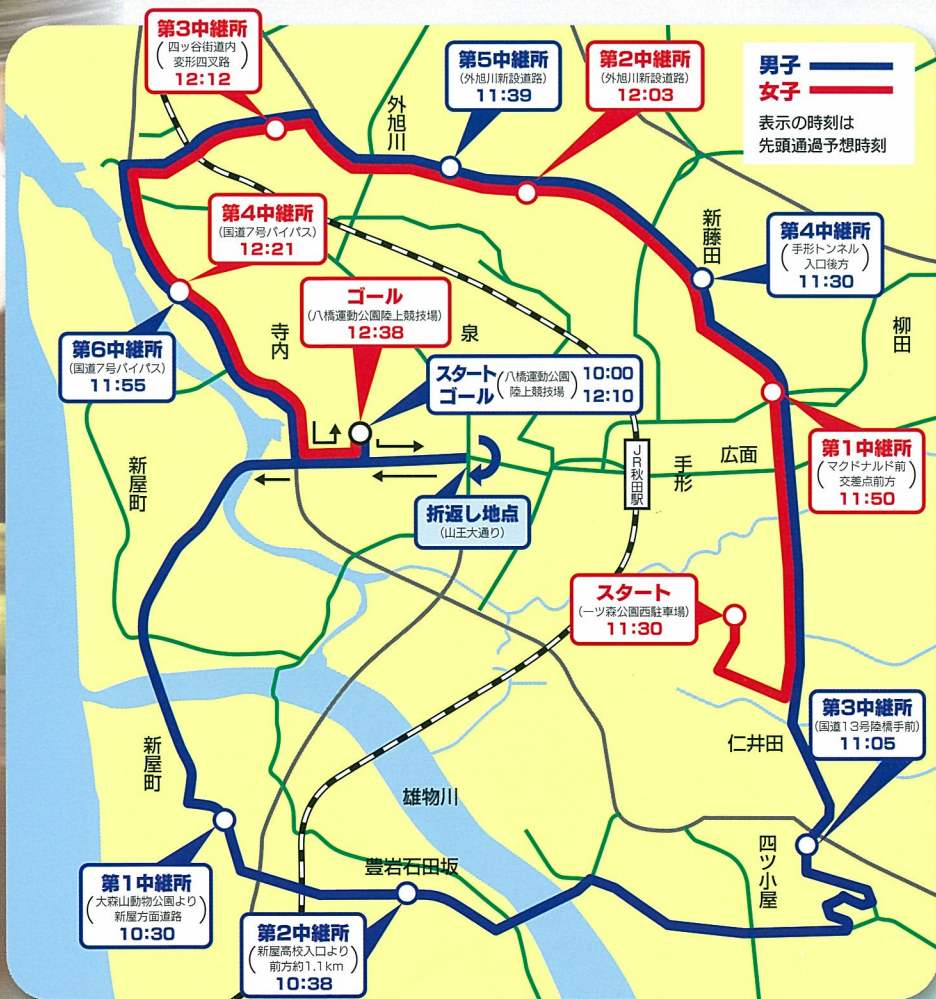 第3中継所
(四ッ谷街道内
変形四叉路)
12:12
第5中継所
(外旭川新設道路)
11:39
第2中継所
(外旭川新設道路)
12:03
男子
女子
表示の時刻は
先頭通過予想時刻
外旭川
第4中継所
(国道7号バイパス)
12:21
新藤田
第4中継所
(手形トンネル
入口後方)
11:30
ゴール
(八橋運動公園陸上競技場)
12:38
寺内
泉
柳田
第6中継所
(国道7号バイパス)
11:55
スタート
ゴール
(八橋運動公園
陸上競技場)
10:00
12:10
第1中継所
(マクドナルド前
交差点前方)
11:50
新屋町
JR秋田駅
手形
広面
折返し地点
(山王大通り)
スタート
(一ツ森公園西駐車場)
11:30
第3中継所
(国道13号陸橋手前)
11:05
仁井田
新屋町
雄物川
四ツ小屋
豊岩石田坂
第1中継所
(大森山動物公園より
新屋方面道路)
10:30
第2中継所
(新屋高校入口より
前方約1.1km)
10:38